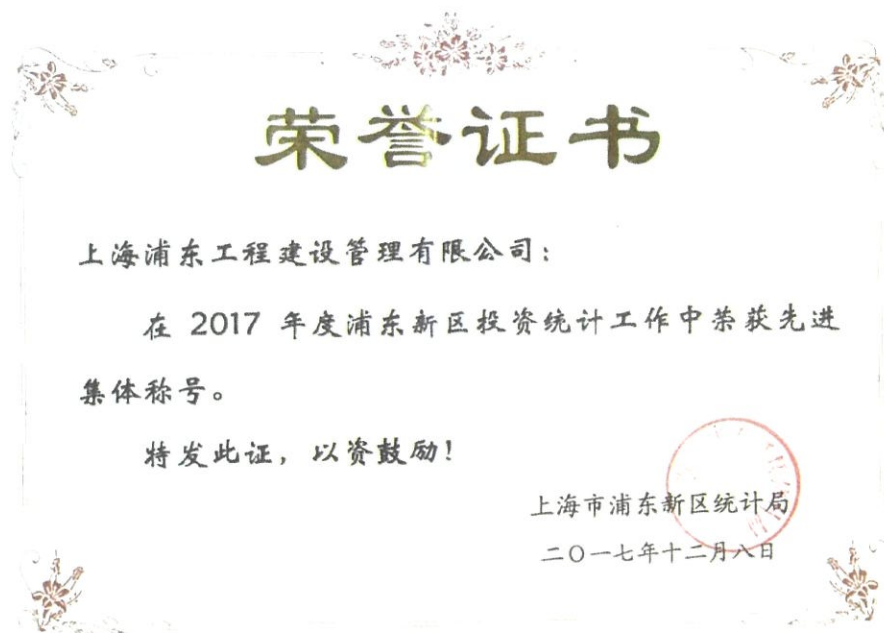 荣誉证书
上海浦东工程建设管理有限公司：
在 2017 年度浦东新区投资统计工作中荣获先进
集体称号。
特发此证，以资鼓励！
上海市浦东新区统计局
二〇一七年十二月八日